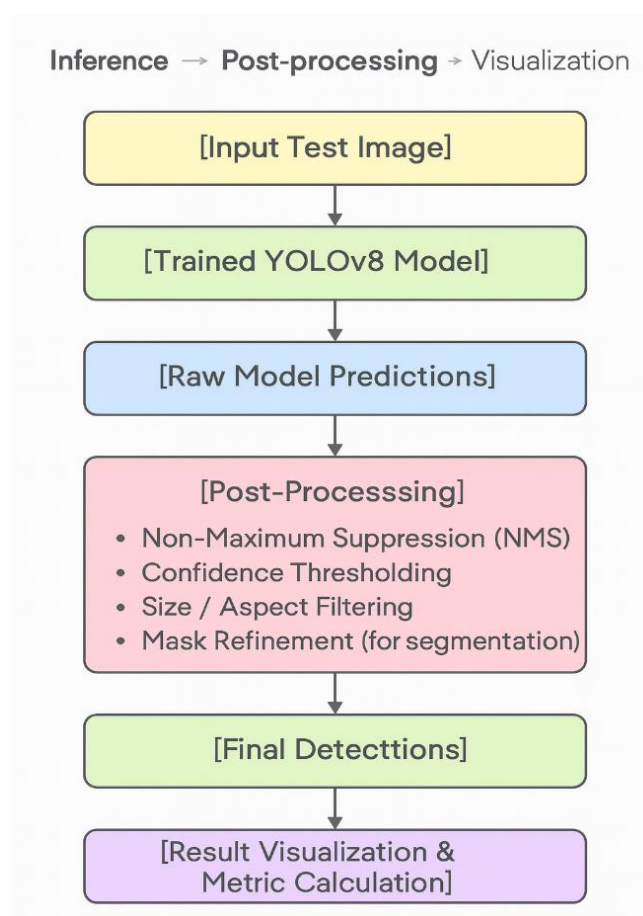 Inference → Post-processing → Visualization
[Input Test Image]
[Trained YOLOv8 Model]
[Raw Model Predictions]
[Post-Processsing]
• Non-Maximum Suppression (NMS)
• Confidence Thresholding
• Size / Aspect Filtering
• Mask Refinement (for segmentation)
[Final Detecttions]
[Result Visualization &
Metric Calculation]